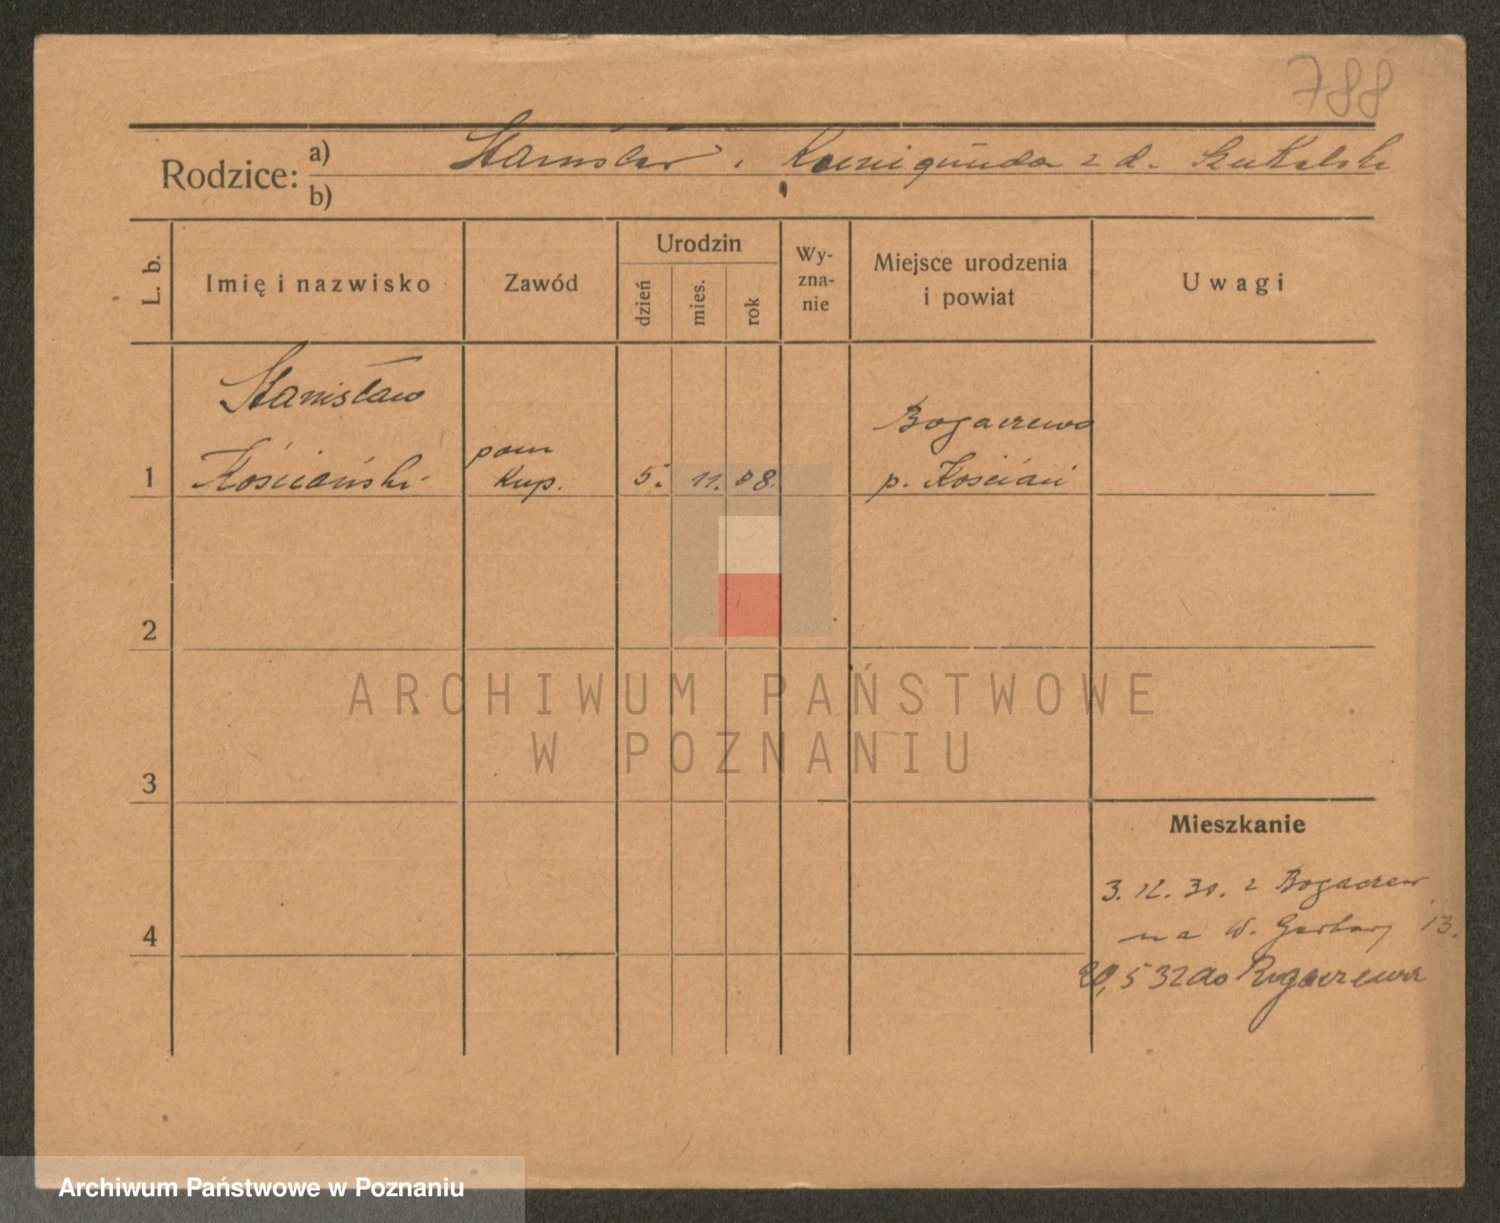 788
Rodzice:
a) Stanisław i Kunigunda z d. Szukalska
b)
L. b.
Imię i nazwisko
Zawód
Urodzin
dzień
mies.
rok
Wy-
zna-
nie
Miejsce urodzenia
i powiat
Uwagi
Stanisław
Bogaczewo
pom
1 Kościański kup. 5. 11. 08. p. Kościan
2
ARCHIWUM PAŃSTWOWE
W POZNANIU
3
Mieszkanie
3. 12. 30. z Bogaczew
4
na W. Garbary 13.
20,5 32 do
Archiwum Państwowe w Poznaniu